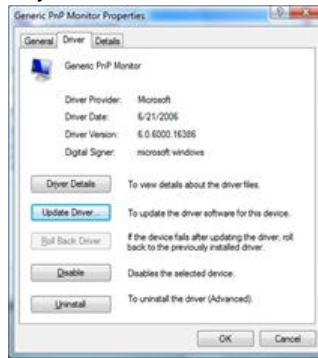 Generic PnP Monitor Properties
General Driver Details
Generic PnP Monitor
Driver Provider: Microsoft
Driver Date: 6/21/2006
Driver Version: 6.0.6000.16386
Digital Signer: microsoft windows
Driver Details To view details about the driver files.
Update Driver... To update the driver software for this device.
Roll Back Driver If the device fails after updating the driver, roll
back to the previously installed driver.
Disable Disables the selected device.
Uninstall To uninstall the driver (Advanced).
OK Cancel